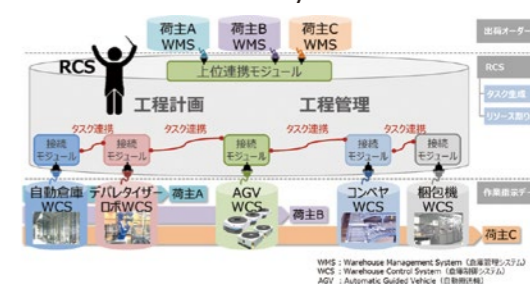 荷主A
WMS
荷主B
WMS
荷主C
WMS
出荷オーダー
RCS
上位連携モジュール
RCS
工程計画
工程管理
タスク生成
リソース割り
タスク連携
タスク連携
タスク連携
タスク連携
接続
モジュール
接続
モジュール
接続
モジュール
接続
モジュール
接続
モジュール
自動倉庫
WCS
デパレタイザー
ロボWCS
荷主A
AGV
WCS
荷主B
コンベヤ
WCS
梱包機
WCS
作業指示デー
荷主C
WMS : Warehouse Management System (倉庫管理システム)
WCS : Warehouse Control System (倉庫制御システム)
AGV : Automatic Guided Vehicle (自動搬送機)